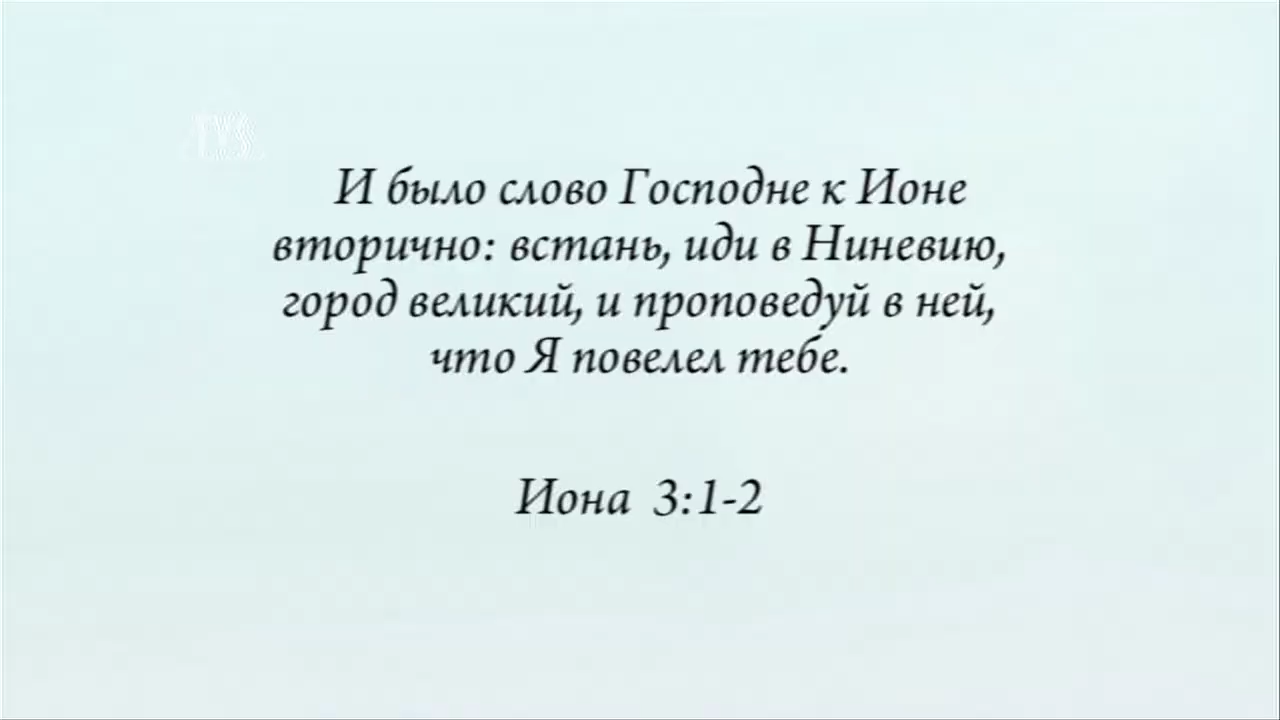 TYS
И было слово Господне к Ионе
вторично: встань, иди в Ниневию,
город великий, и проповедуй в ней,
что Я повелел тебе.
Иона 3:1-2